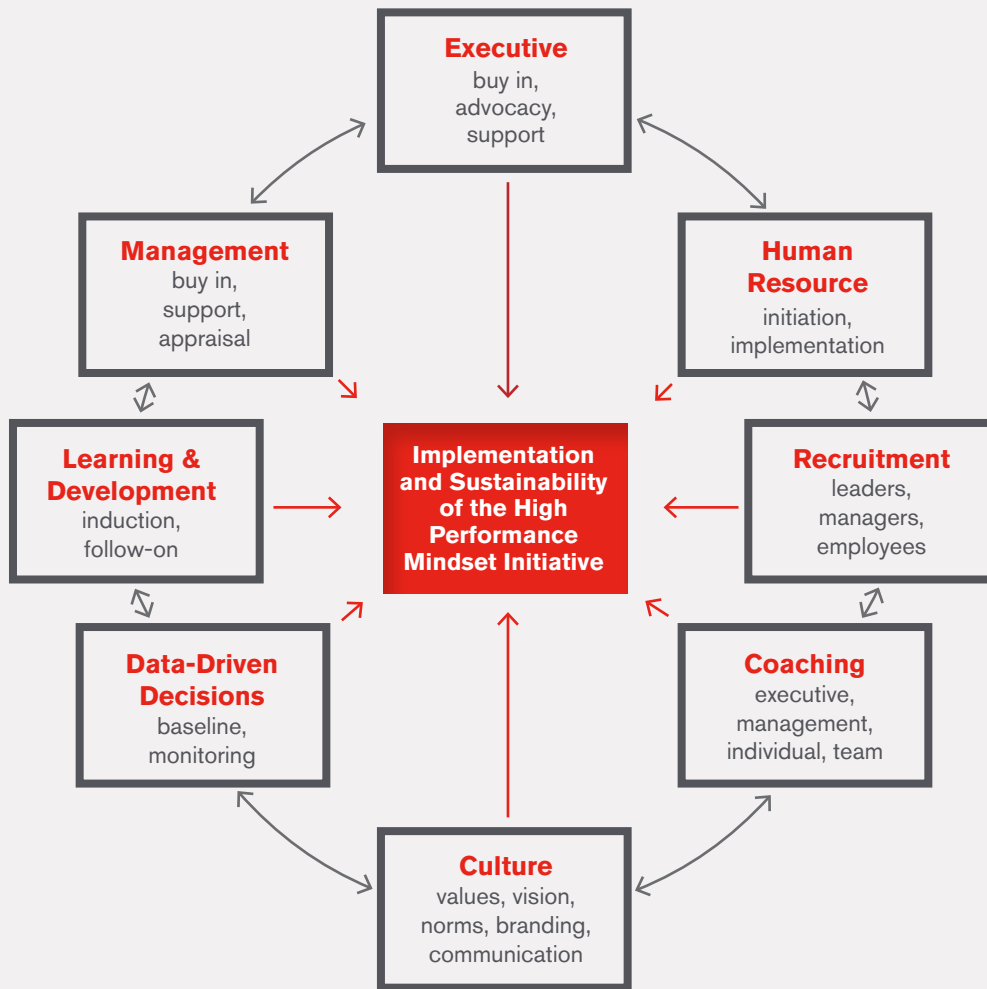 Executive
buy in,
advocacy,
support
Management
buy in,
support,
appraisal
Human
Resource
initiation,
implementation
Learning &
Development
induction,
follow-on
Implementation
and Sustainability
of the High
Performance
Mindset Initiative
Recruitment
leaders,
managers,
employees
Data-Driven
Decisions
baseline,
monitoring
Coaching
executive,
management,
individual, team
Culture
values, vision,
norms, branding,
communication